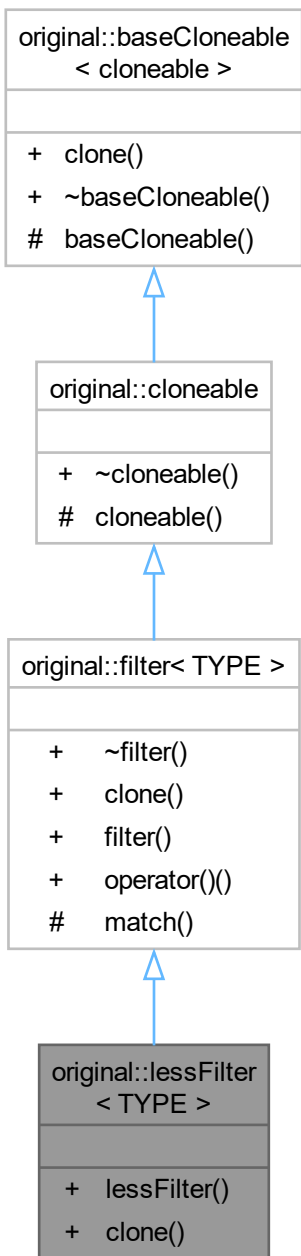 original::baseCloneable
< cloneable >
+ clone()
+ ~baseCloneable()
# baseCloneable()
original::cloneable
+ ~cloneable()
# cloneable()
original::filter< TYPE >
+ ~filter()
+ clone()
+ filter()
+ operator()()
# match()
original::lessFilter
< TYPE >
+ lessFilter()
+ clone()